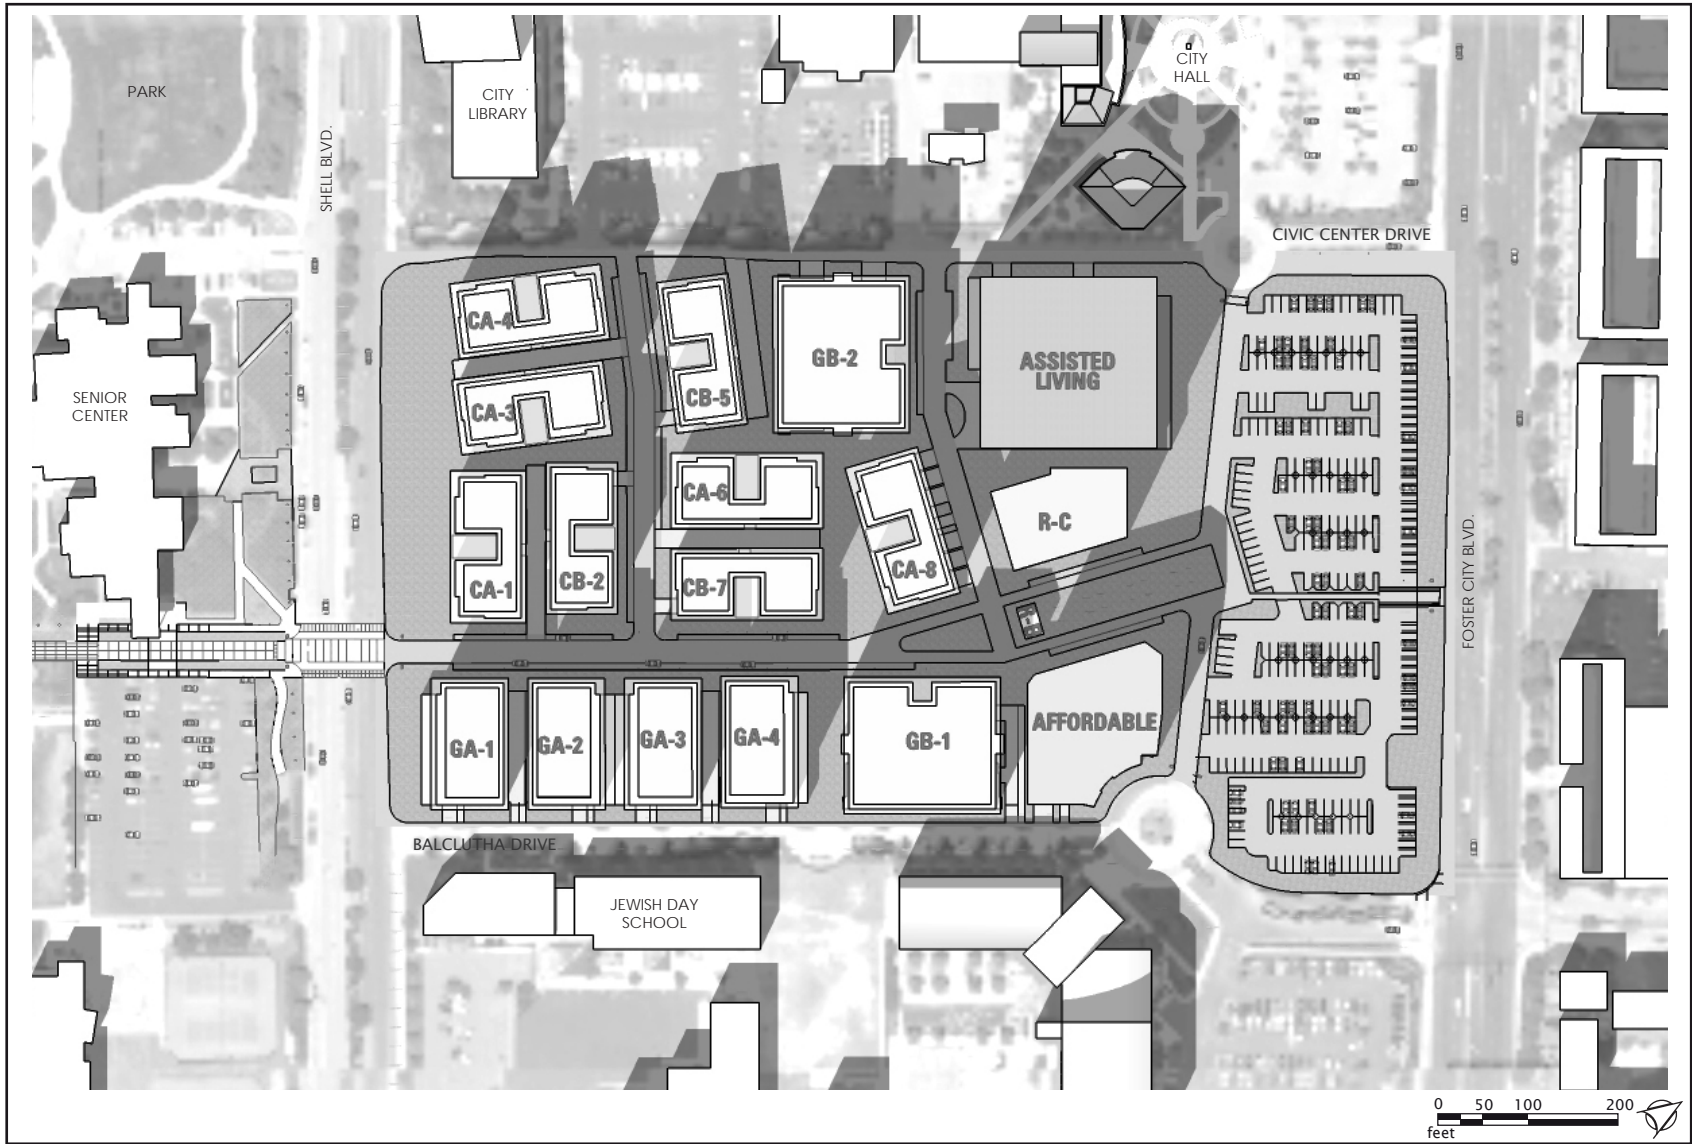 PARK
CITY
LIBRARY
CITY
HALL
SHELL BLVD.
CIVIC CENTER DRIVE
SENIOR
CENTER
CA-4
CB-5
GB-2
ASSISTED
LIVING
CA-3
CA-1
CB-2
CA-6
CB-7
CA-8
R-C
FOSTER CITY BLVD.
GA-1
GA-2
GA-3
GA-4
GB-1
AFFORDABLE
BALCLUTHA DRIVE
JEWISH DAY
SCHOOL
0 50 100 200
feet